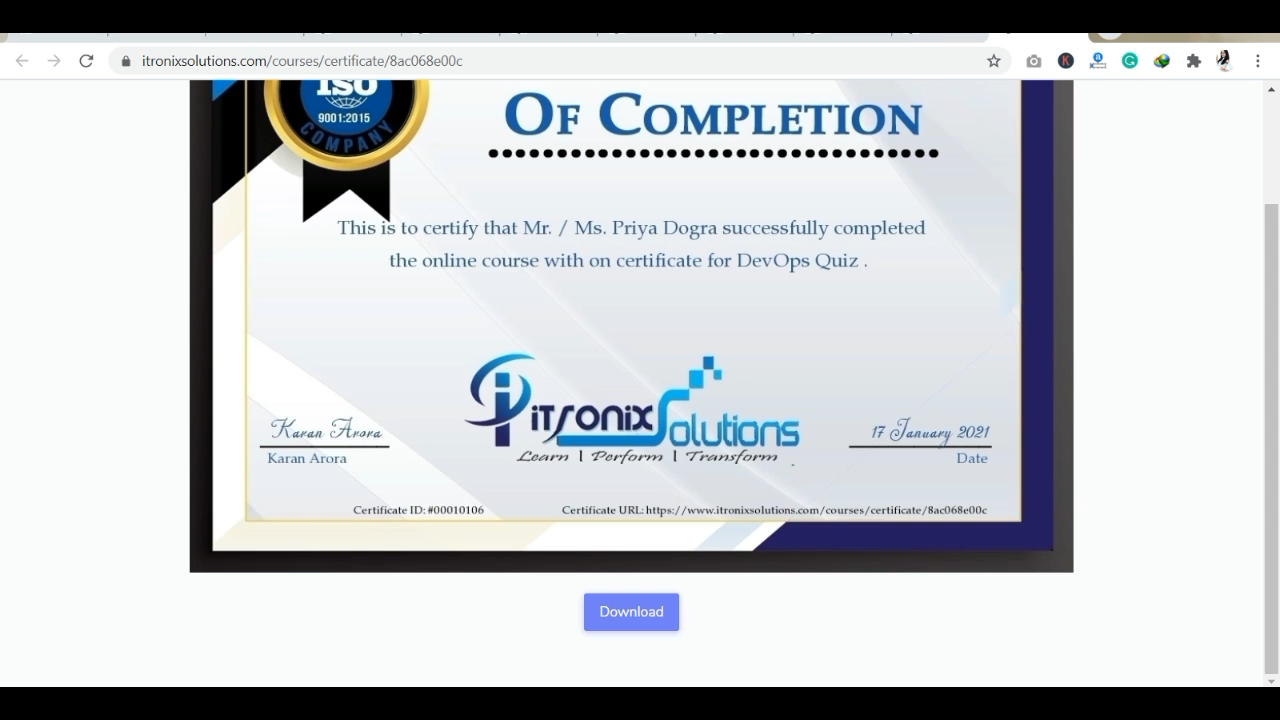 itronixsolutions.com/courses/certificate/8ac068e00c
ISO
9001:2015
COMPANY
OF COMPLETION
This is to certify that Mr. / Ms. Priya Dogra successfully completed
the online course with on certificate for DevOps Quiz .
Karan Arora
Karan Arora
iTronix Solutions
Learn | Perform | Transform
17 January 2021
Date
Certificate ID: #00010106
Certificate URL: https://www.itronixsolutions.com/courses/certificate/8ac068e00c
Download